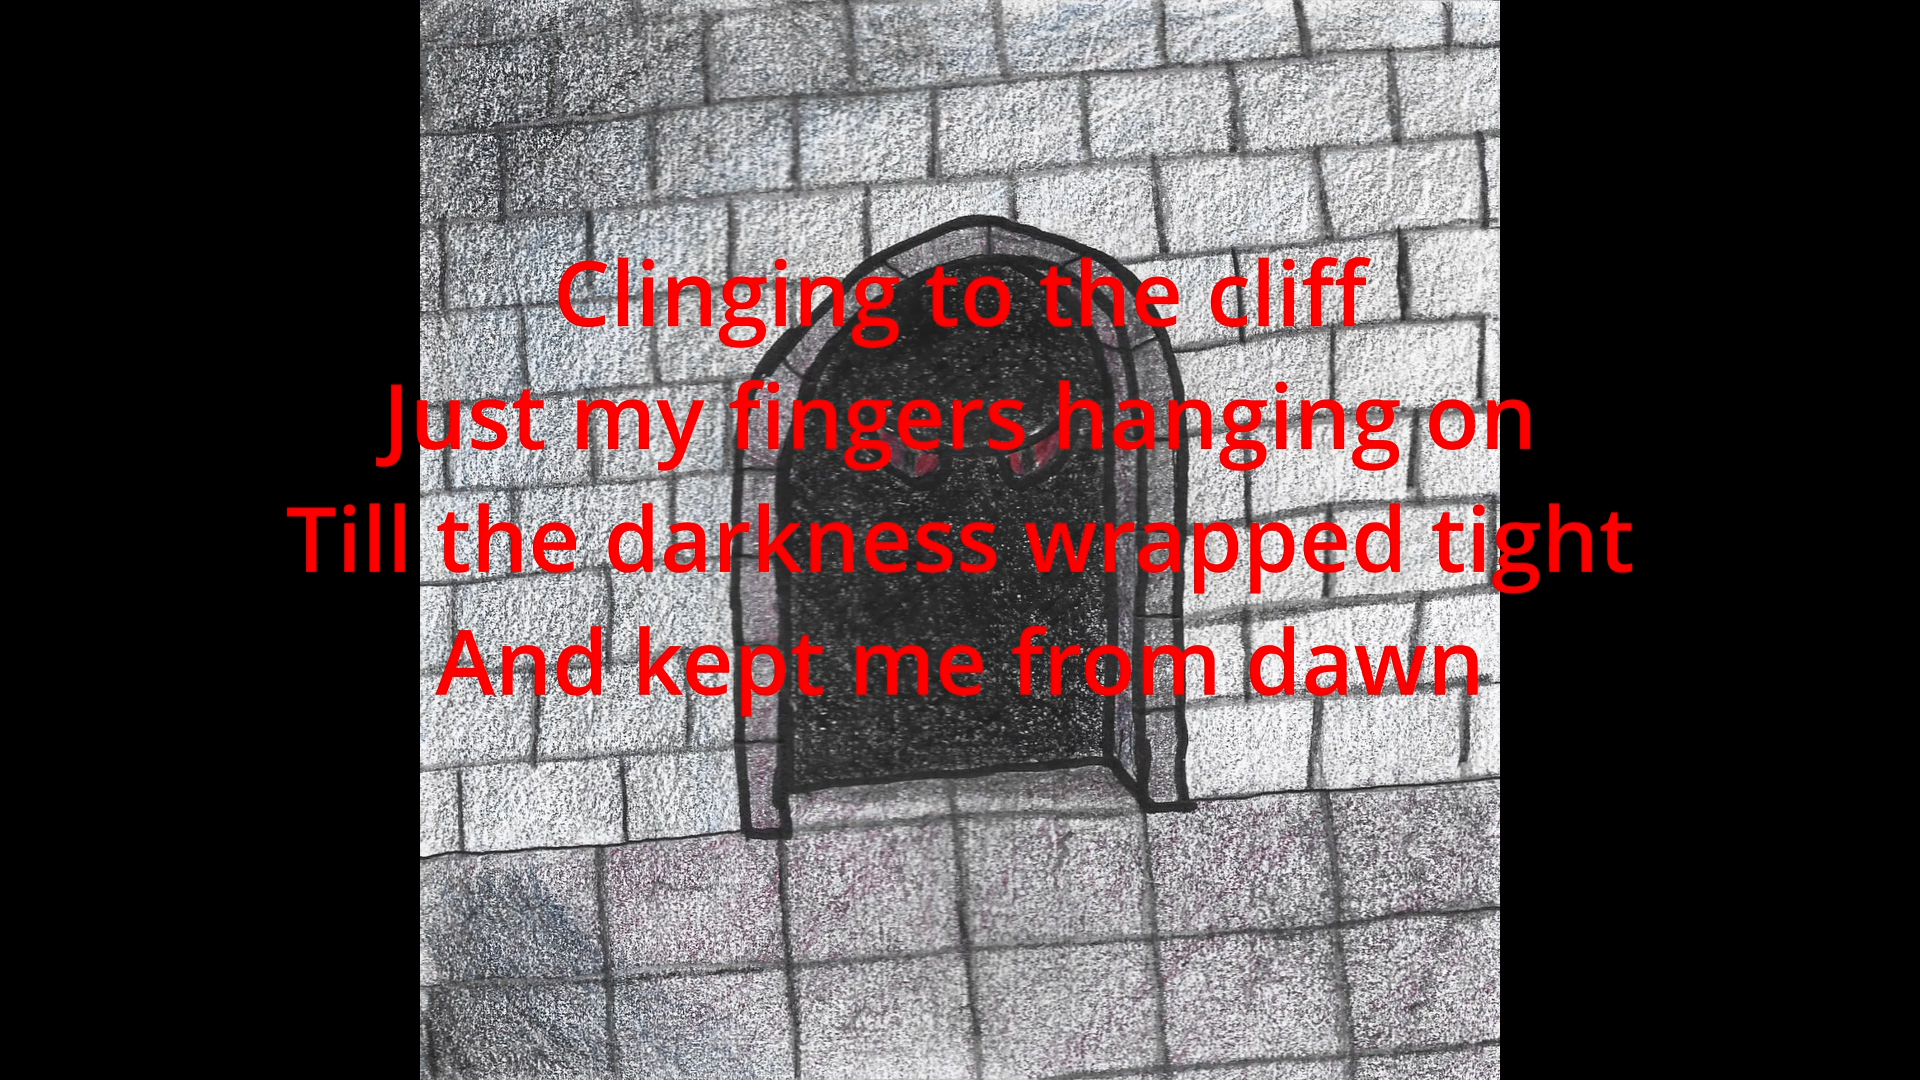 Clinging to the cliff
Just my fingers hanging on
Till the darkness wrapped tight
And kept me from dawn